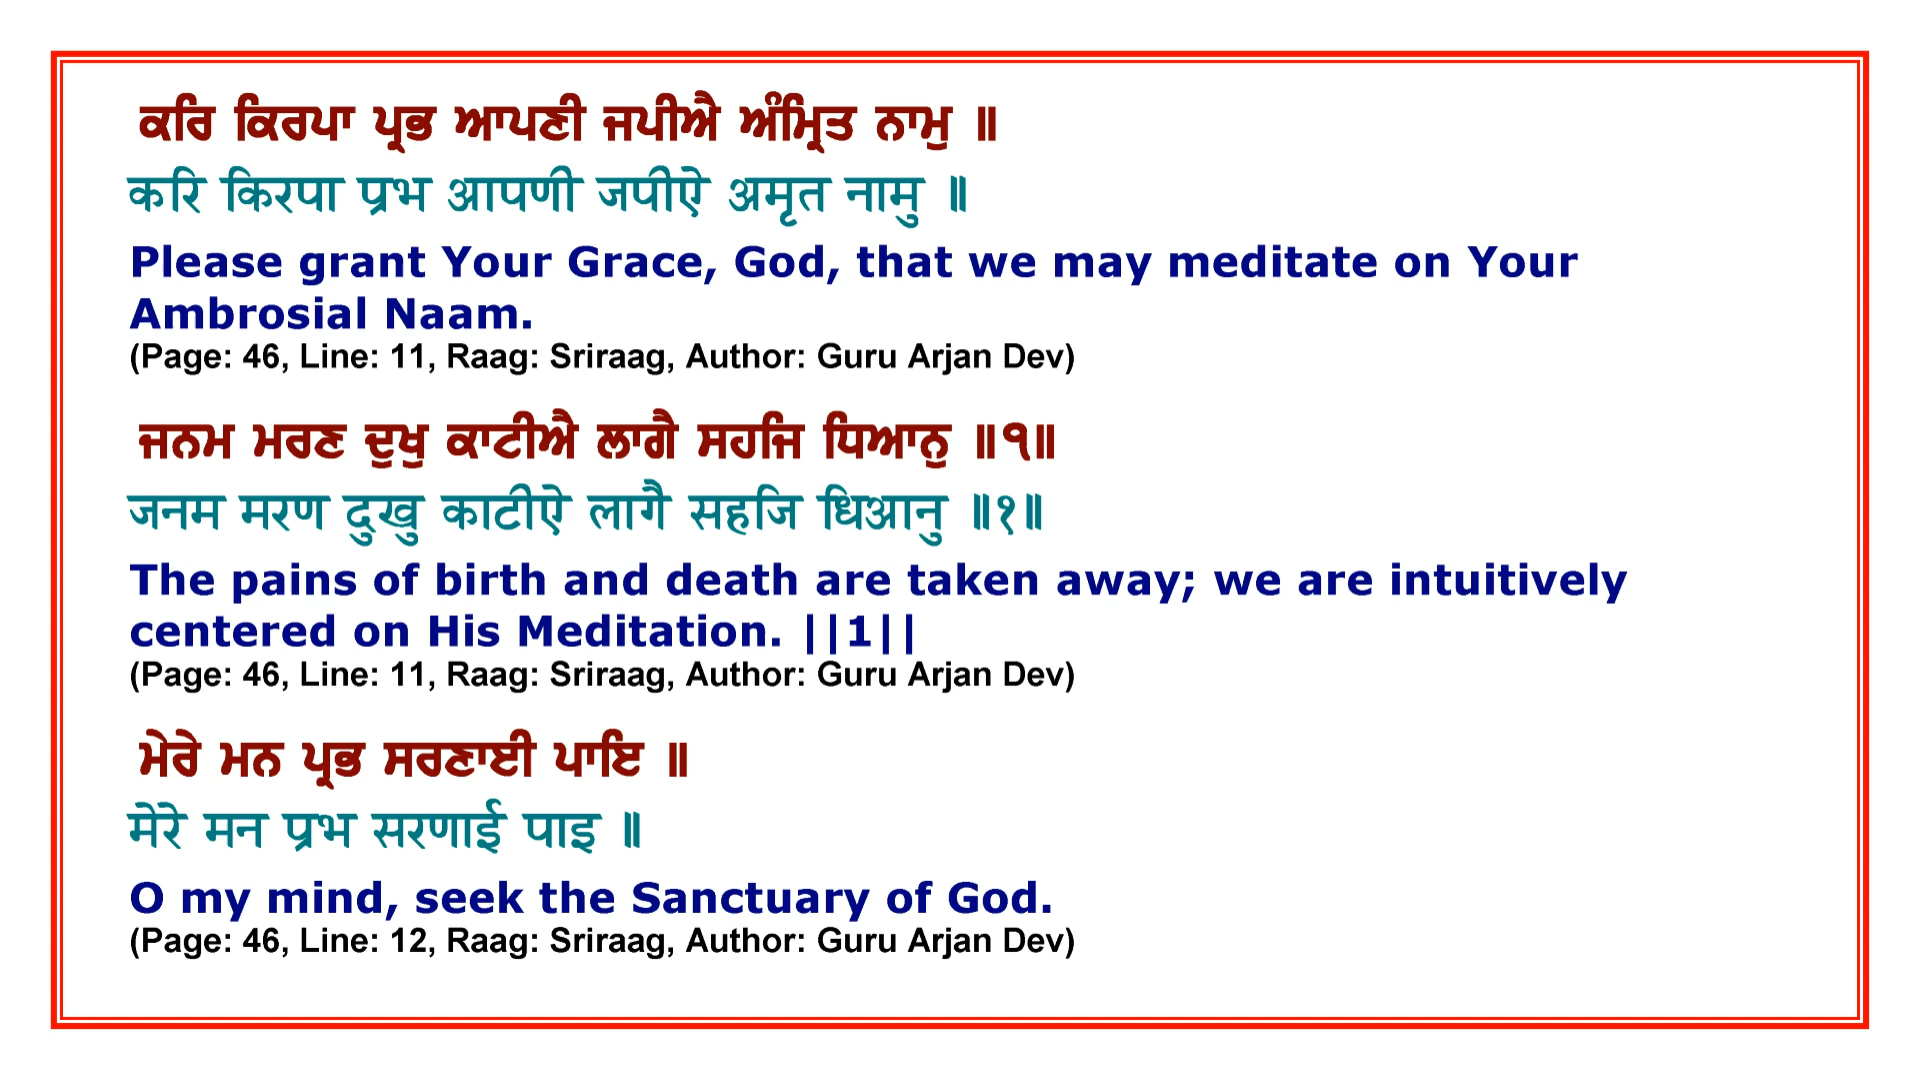 ਕਰਿ ਕਿਰਪਾ ਪ੍ਰਭ ਆਪਣੀ ਜਪੀਐ ਅੰਮ੍ਰਿਤ ਨਾਮੁ ॥
करि किरपा प्रभ आपणी जपीऐ अमृत नामु ॥
Please grant Your Grace, God, that we may meditate on Your
Ambrosial Naam.
(Page: 46, Line: 11, Raag: Sriraag, Author: Guru Arjan Dev)
ਜਨਮ ਮਰਣ ਦੁਖੁ ਕਾਟੀਐ ਲਾਗੈ ਸਹਜਿ ਧਿਆਨੁ ॥੧॥
जनम मरण दुखु काटीऐ लागै सहजि धिआनु ॥१॥
The pains of birth and death are taken away; we are intuitively
centered on His Meditation. ||1||
(Page: 46, Line: 11, Raag: Sriraag, Author: Guru Arjan Dev)
ਮੇਰੇ ਮਨ ਪ੍ਰਭ ਸਰਣਾਈ ਪਾਇ ॥
मेरे मन प्रभ सरणाई पाइ ॥
O my mind, seek the Sanctuary of God.
(Page: 46, Line: 12, Raag: Sriraag, Author: Guru Arjan Dev)